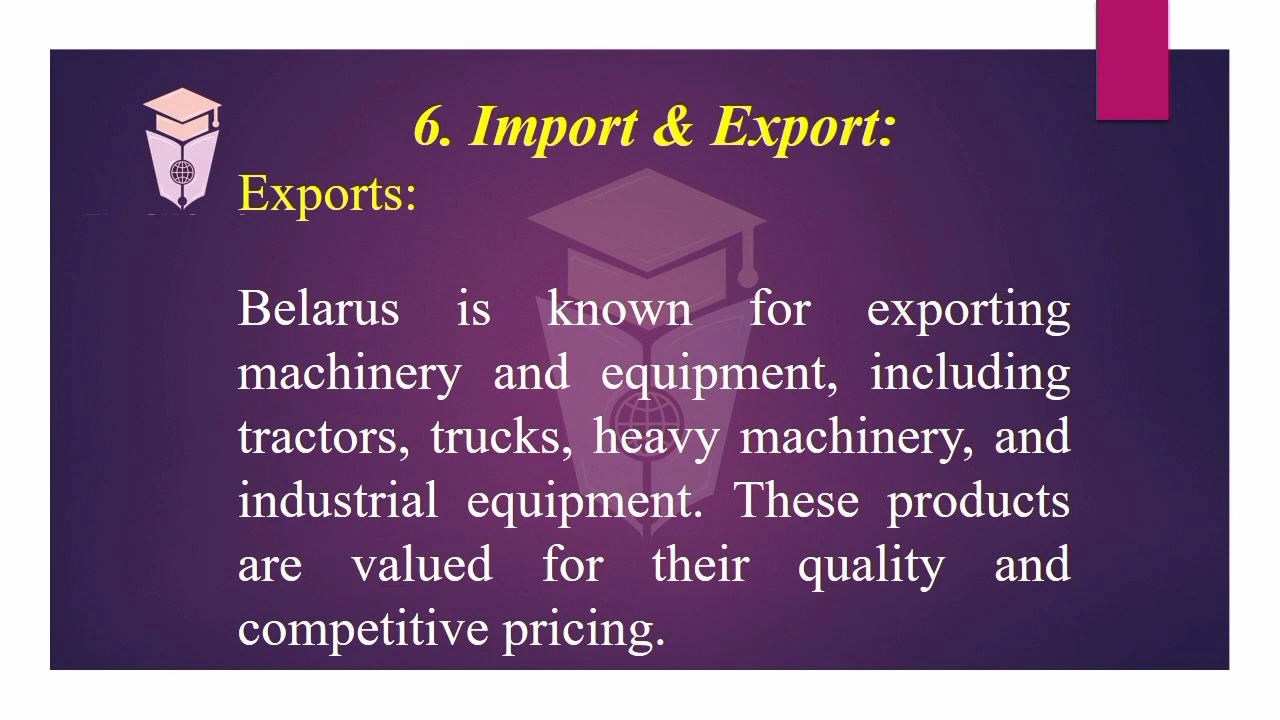 6. Import & Export:
Exports:
Belarus is known for exporting
machinery and equipment, including
tractors, trucks, heavy machinery, and
industrial equipment. These products
are valued for their quality and
competitive pricing.